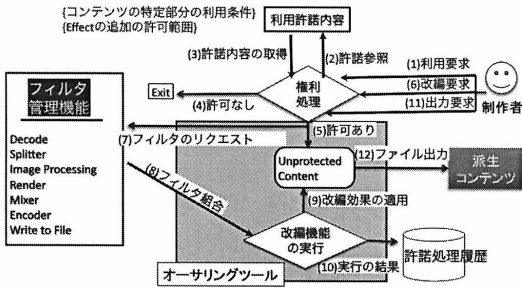 {コンテンツの特定部分の利用条件}
{Effectの追加の許可範囲)
利用許諾内容
(3)許諾内容の取得
(2)許諾参照
(1)利用要求
(6)改編要求
(11)出力要求
制作者
権利
処理
Exit
(4)許可なし
(5)許可あり
フィルタ
管理機能
Decode
Splitter
Image Processing
Render
Mixer
Encoder
Write to File
(7)フィルタのリクエスト
Unprotected
Content
(12)ファイル出力
派生
コンテンツ
(8)フィルタ組合
(9)改編効果の適用
改編機能
の実行
(10)実行の結果
許諾処理履歴
オーサリングツール